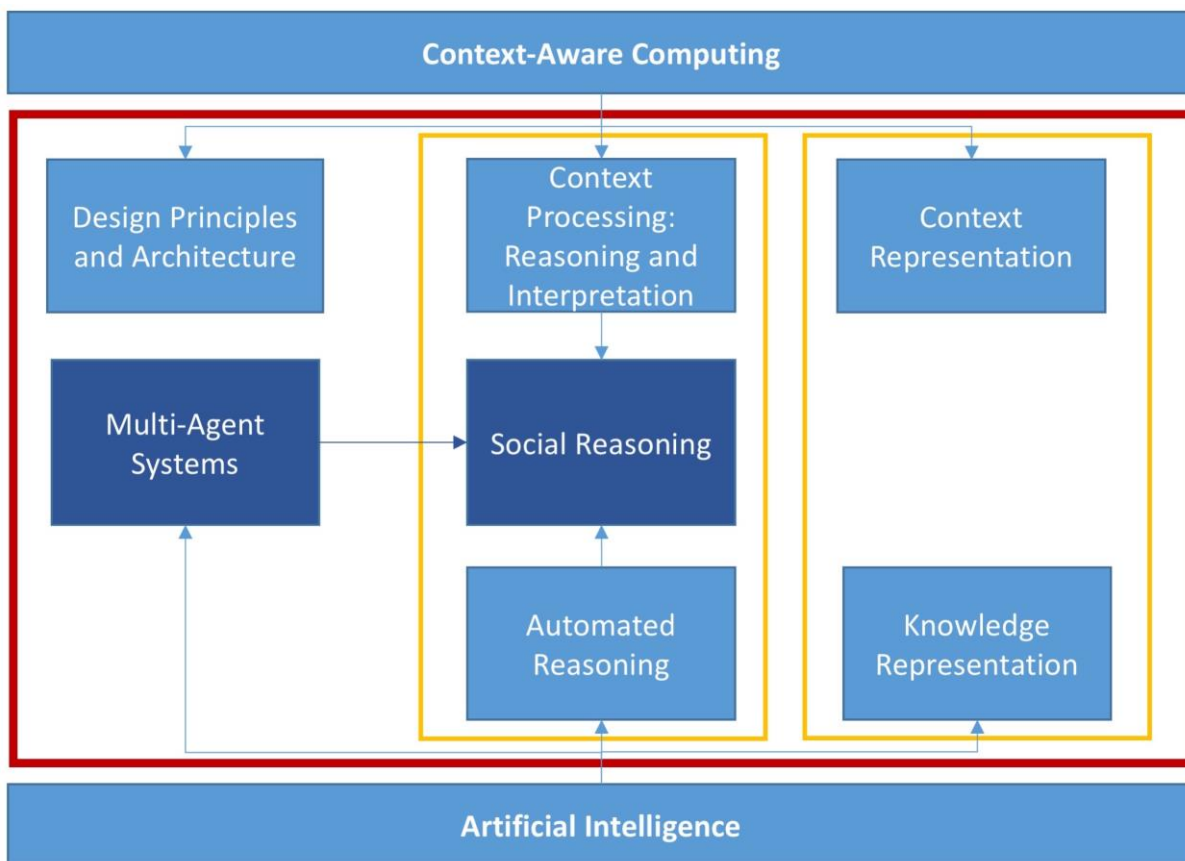 Context-Aware Computing
Design Principles
and Architecture
Context
Processing:
Reasoning and
Interpretation
Context
Representation
Multi-Agent
Systems
Social Reasoning
Automated
Reasoning
Knowledge
Representation
Artificial Intelligence